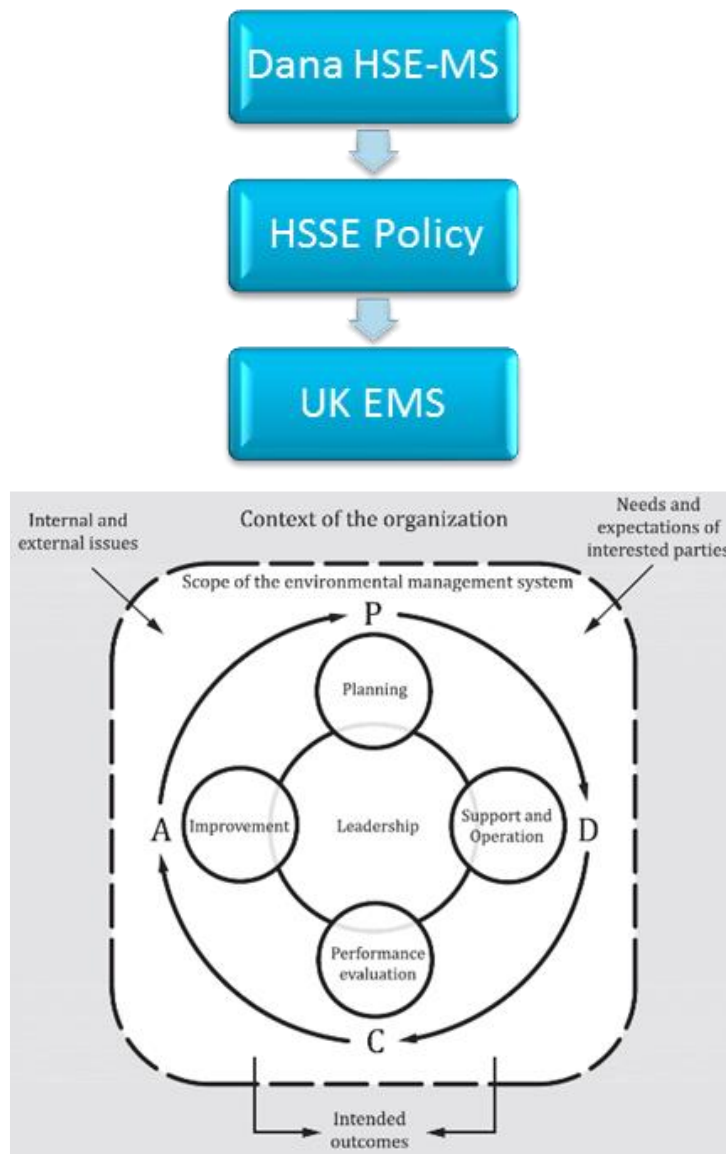 Dana HSE-MS
HSSE Policy
UK EMS
Internal and
external issues
Context of the organization
Needs and
expectations of
interested parties
Scope of the environmental management system
P
Planning
A
Improvement
Leadership
Support and
Operation
D
Performance
evaluation
C
Intended
outcomes